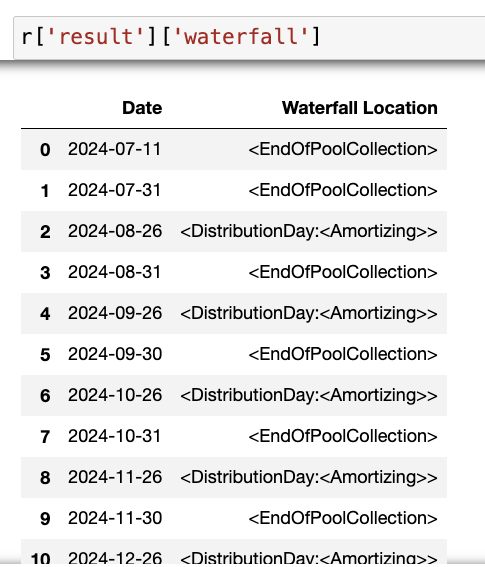 r['result']['waterfall']
Date Waterfall Location
0 2024-07-11 <EndOfPoolCollection>
1 2024-07-31 <EndOfPoolCollection>
2 2024-08-26 <DistributionDay:<Amortizing>>
3 2024-08-31 <EndOfPoolCollection>
4 2024-09-26 <DistributionDay:<Amortizing>>
5 2024-09-30 <EndOfPoolCollection>
6 2024-10-26 <DistributionDay:<Amortizing>>
7 2024-10-31 <EndOfPoolCollection>
8 2024-11-26 <DistributionDay:<Amortizing>>
9 2024-11-30 <EndOfPoolCollection>
10 2024-12-26 <DistributionDay:<Amortizing>>